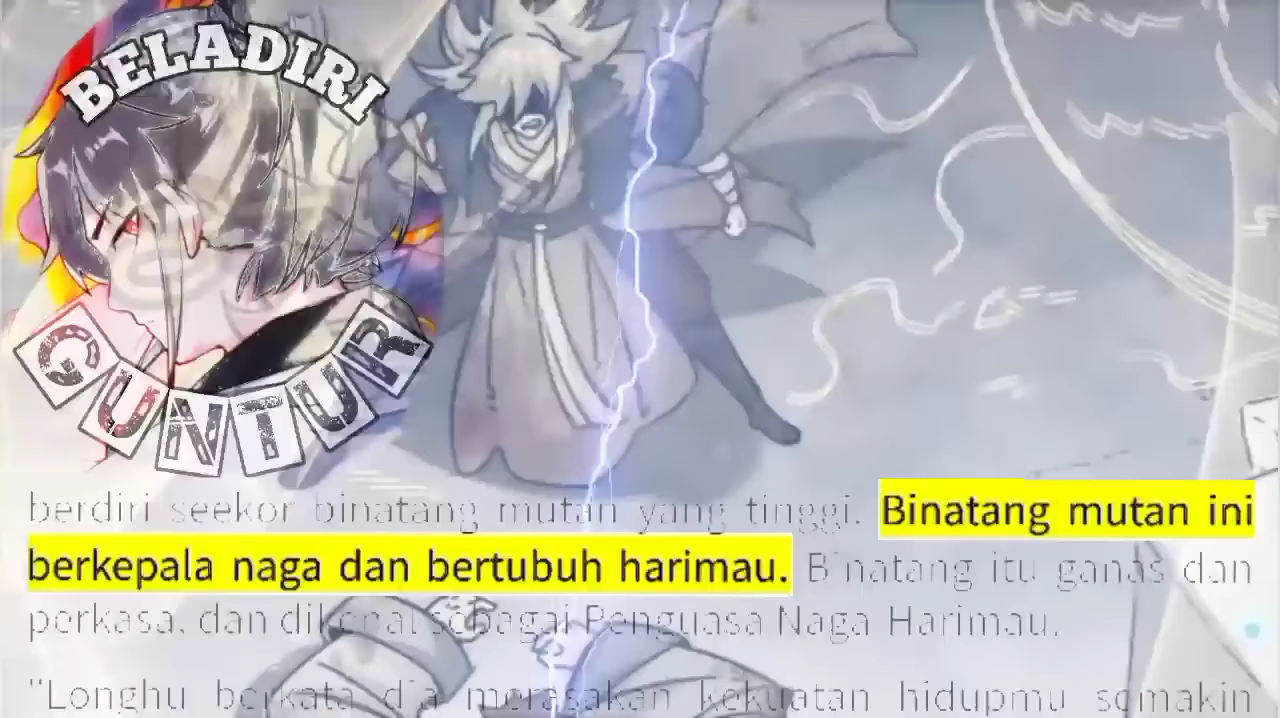 BELADIRI
GUNTUR
berdiri seekor binatang mutan yang tinggi. Binatang mutan ini
berkepala naga dan bertubuh harimau. Binatang itu ganas dan
perkasa, dan dikenal sebagai Penguasa Naga Harimau.
"Longhu berkata dia merasakan kekuatan hidupmu semakin